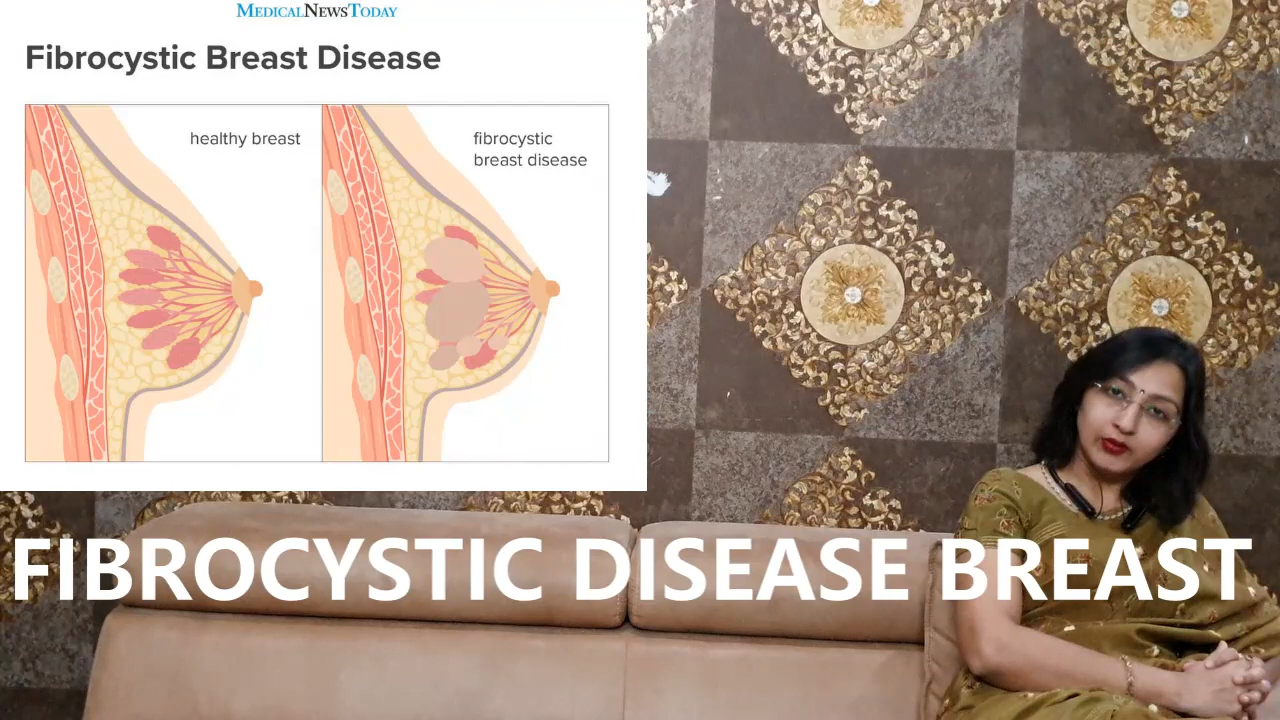 MEDICALNEWSTODAY
Fibrocystic Breast Disease
healthy breast
fibrocystic
breast disease
FIBROCYSTIC DISEASE BREAST